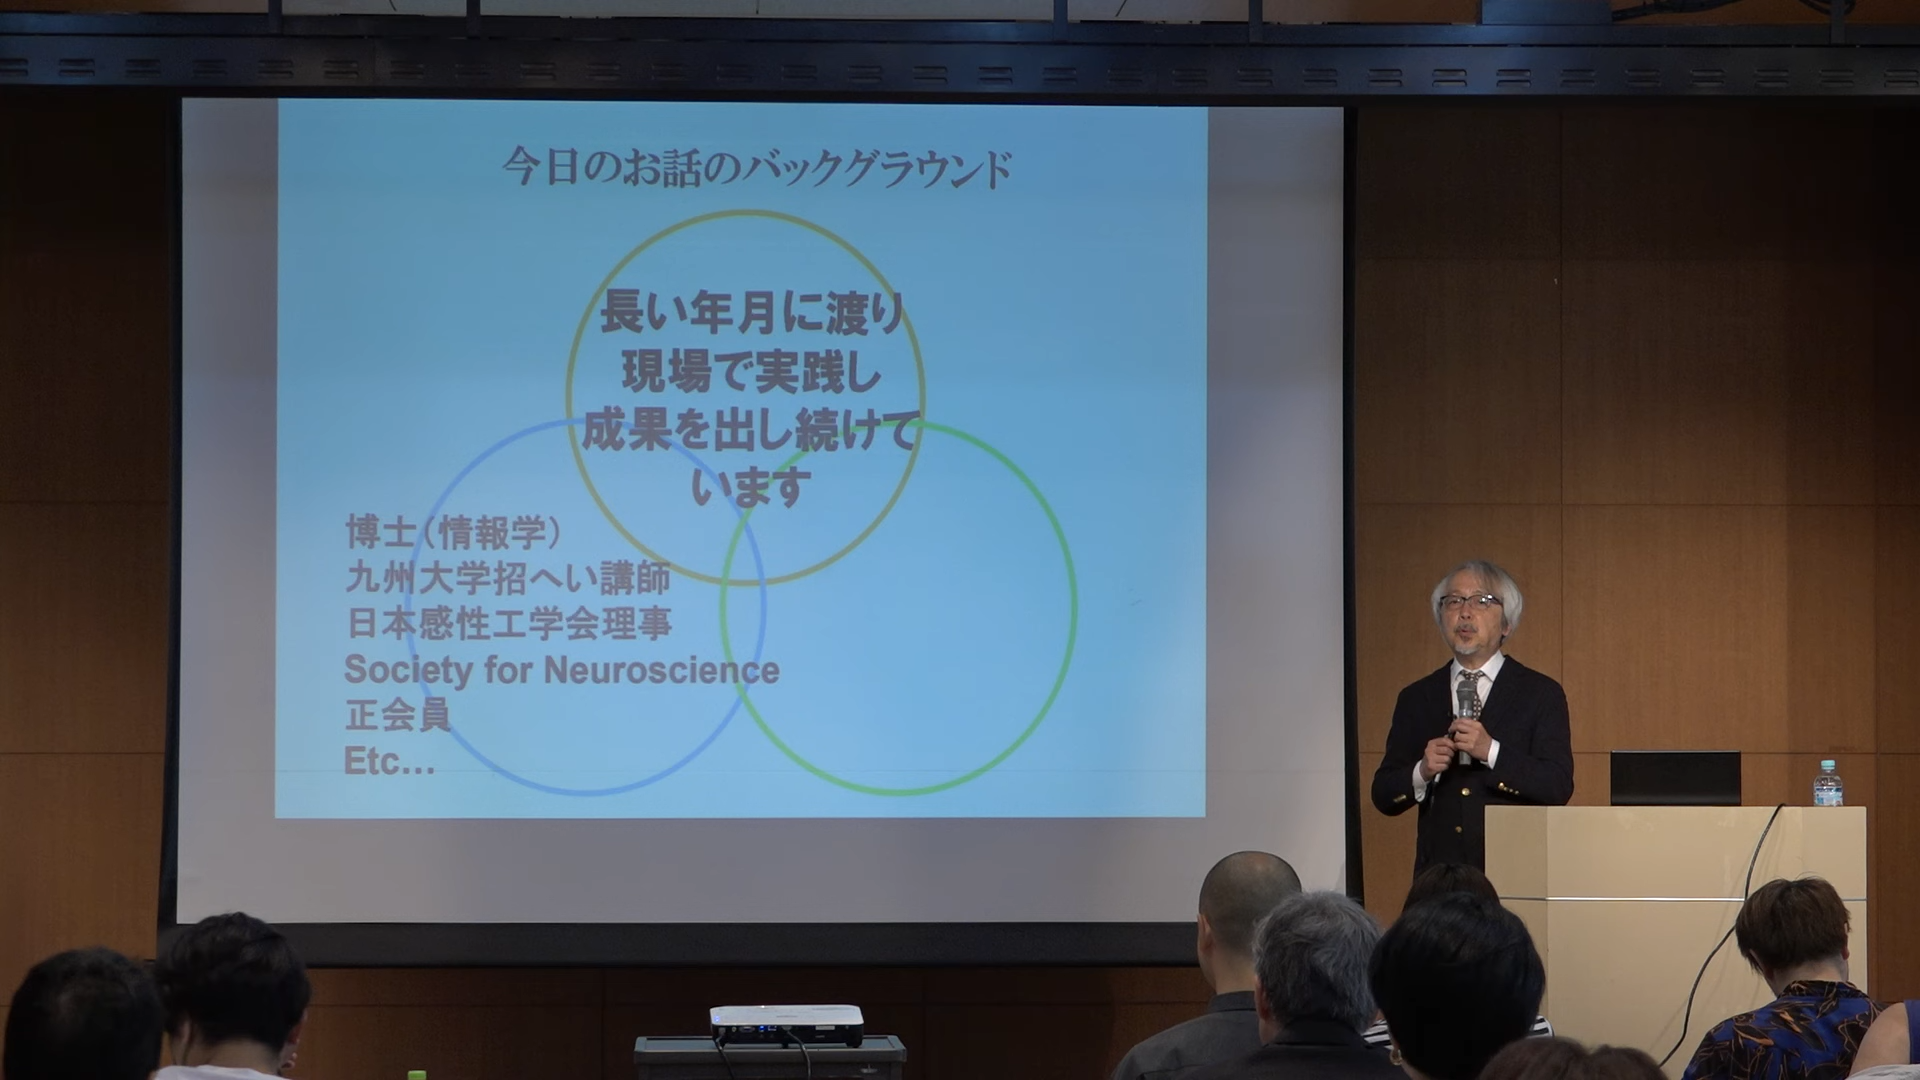 今日のお話のバックグラウンド
長い年月に渡り
現場で実践し
成果を出し続けて
います
博士（情報学）
九州大学招へい講師
日本感性工学会理事
Society for Neuroscience
正会員
Etc…